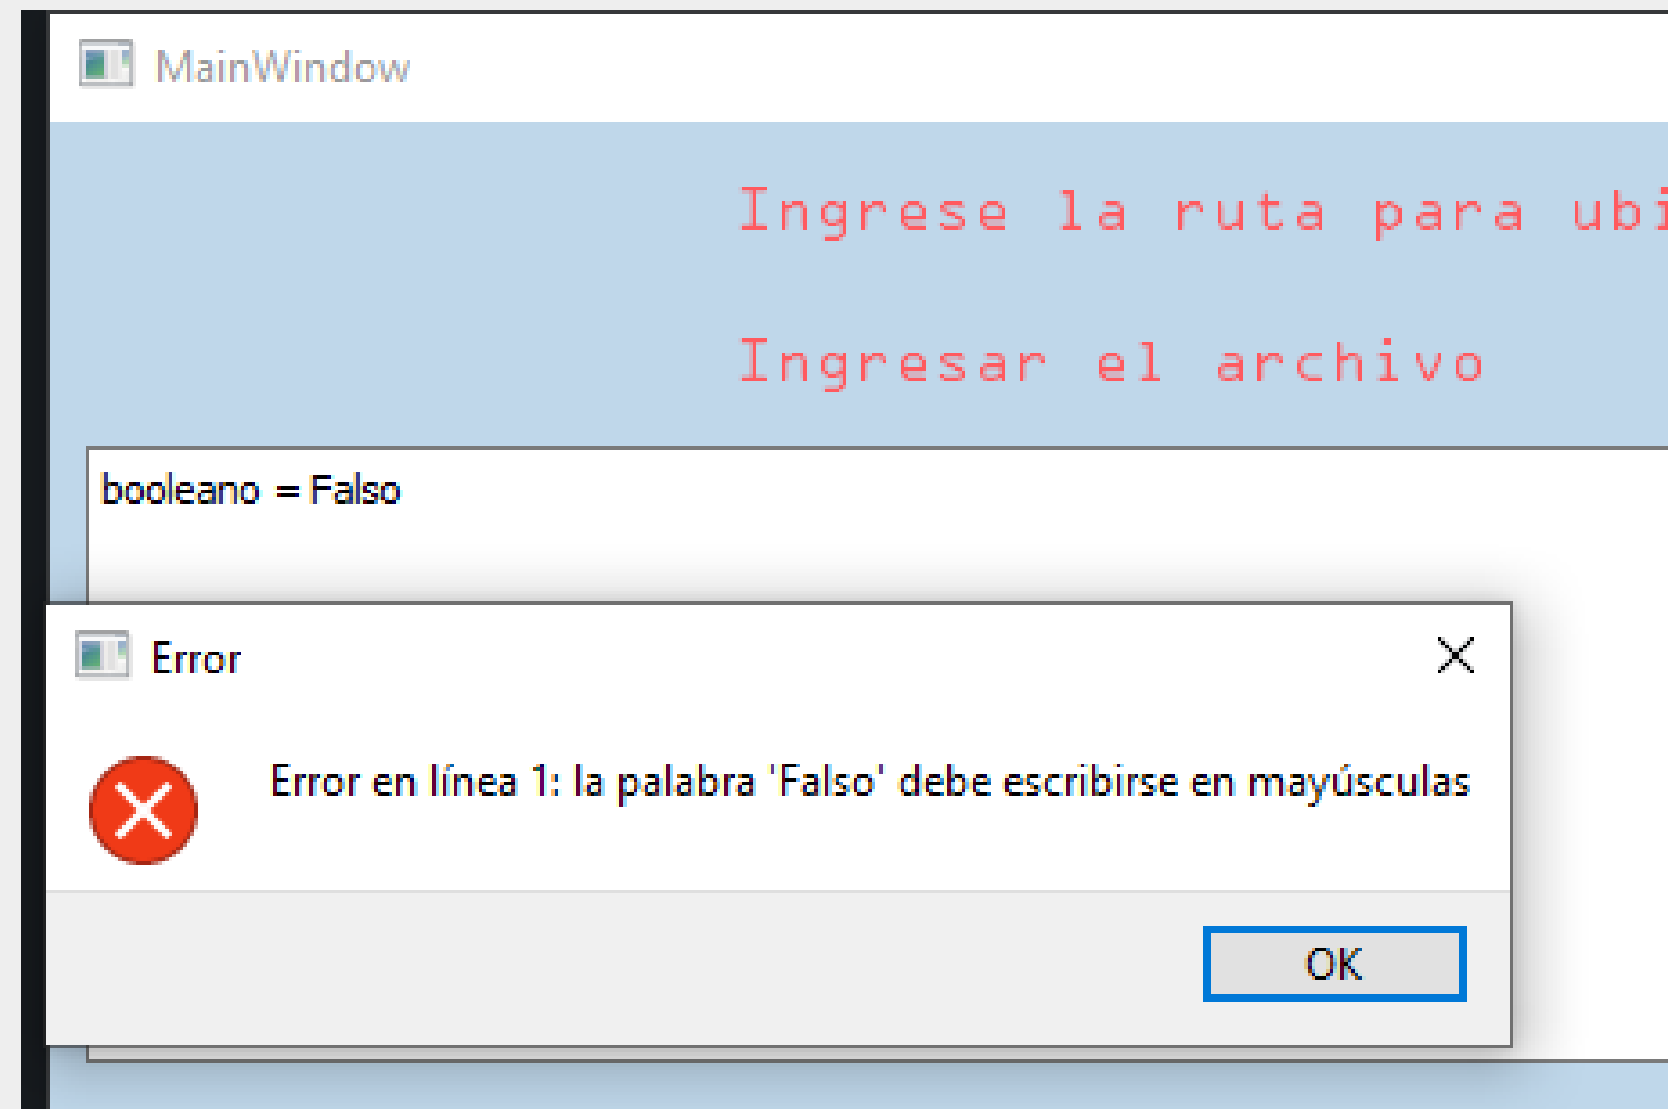 MainWindow
Ingrese la ruta para
Ingresar el archivo
booleano = Falso
Error
Error en línea 1: la palabra 'Falso' debe escribirse en mayúsculas
OK